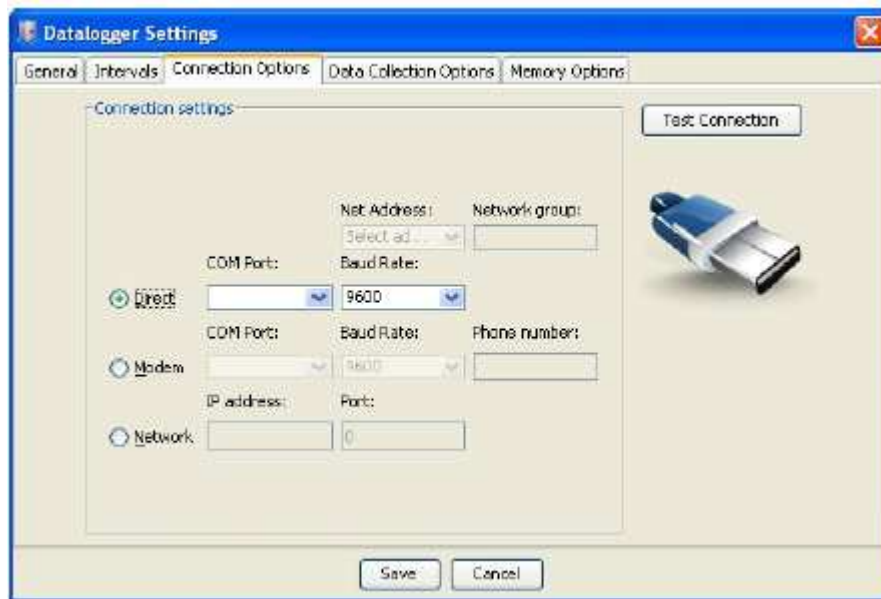 Datalogger Settings
General Intervals Connection Options Data Collection Options Memory Options
Connection settings
Test Connection
Net Address: Network group:
Select ad...
COM Port: Baud Rate:
Direct 9600
COM Port: Baud Rate: Phone number:
Modem 9600
IP address: Port:
Network 0
Save Cancel